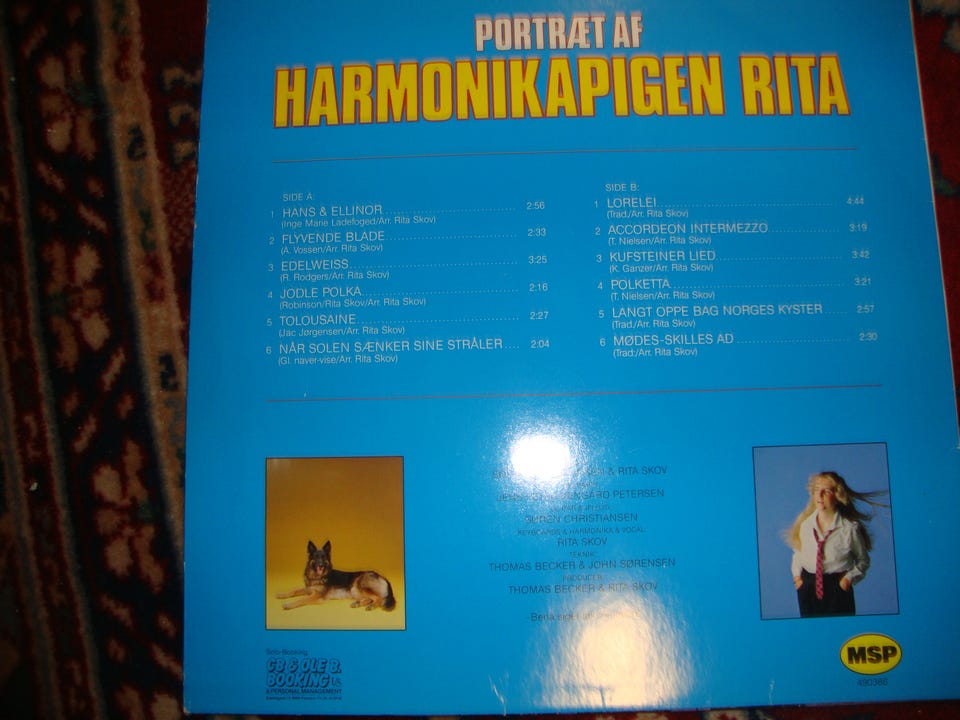 PORTRÆT AF
HARMONIKAPIGEN RITA
SIDE A:
1 HANS & ELLINOR 2:56
(Inge Marie Ladefoged/Arr. Rita Skov)
2 FLYVENDE BLADE 2:33
(A. Vossen/Arr. Rita Skov)
3 EDELWEISS 3:25
(R. Rodgers/Arr. Rita Skov)
4 JODLE POLKA 2:16
(Robinson/Rita Skov/Arr. Rita Skov)
5 TOLOUSAINE 2:27
(Jac Jørgensen/Arr. Rita Skov)
6 NÅR SOLEN SÆNKER SINE STRÅLER 2:04
(Gl. naver-vise/Arr. Rita Skov)
SIDE B:
1 LORELEI 4:44
(Trad./Arr. Rita Skov)
2 ACCORDEON INTERMEZZO 3:19
(T. Nielsen/Arr. Rita Skov)
3 KUFSTEINER LIED 3:42
(K. Ganzer/Arr. Rita Skov)
4 POLKETTA 3:21
(T. Nielsen/Arr. Rita Skov)
5 LANGT OPPE BAG NORGES KYSTER 2:57
(Trad./Arr. Rita Skov)
6 MØDES-SKILLES AD 2:30
(Trad./Arr. Rita Skov)
& RITA SKOV
PETERSEN
SØREN CHRISTIANSEN
KEYBOARDS & HARMONIKA & VOCAL:
RITA SKOV
TEKNIK:
THOMAS BECKER & JOHN SØRENSEN
PRODUCER:
THOMAS BECKER & RITA SKOV
Solo-Booking
CB & OLE B.
BOOKING
& PERSONAL MANAGEMENT
MSP
490386